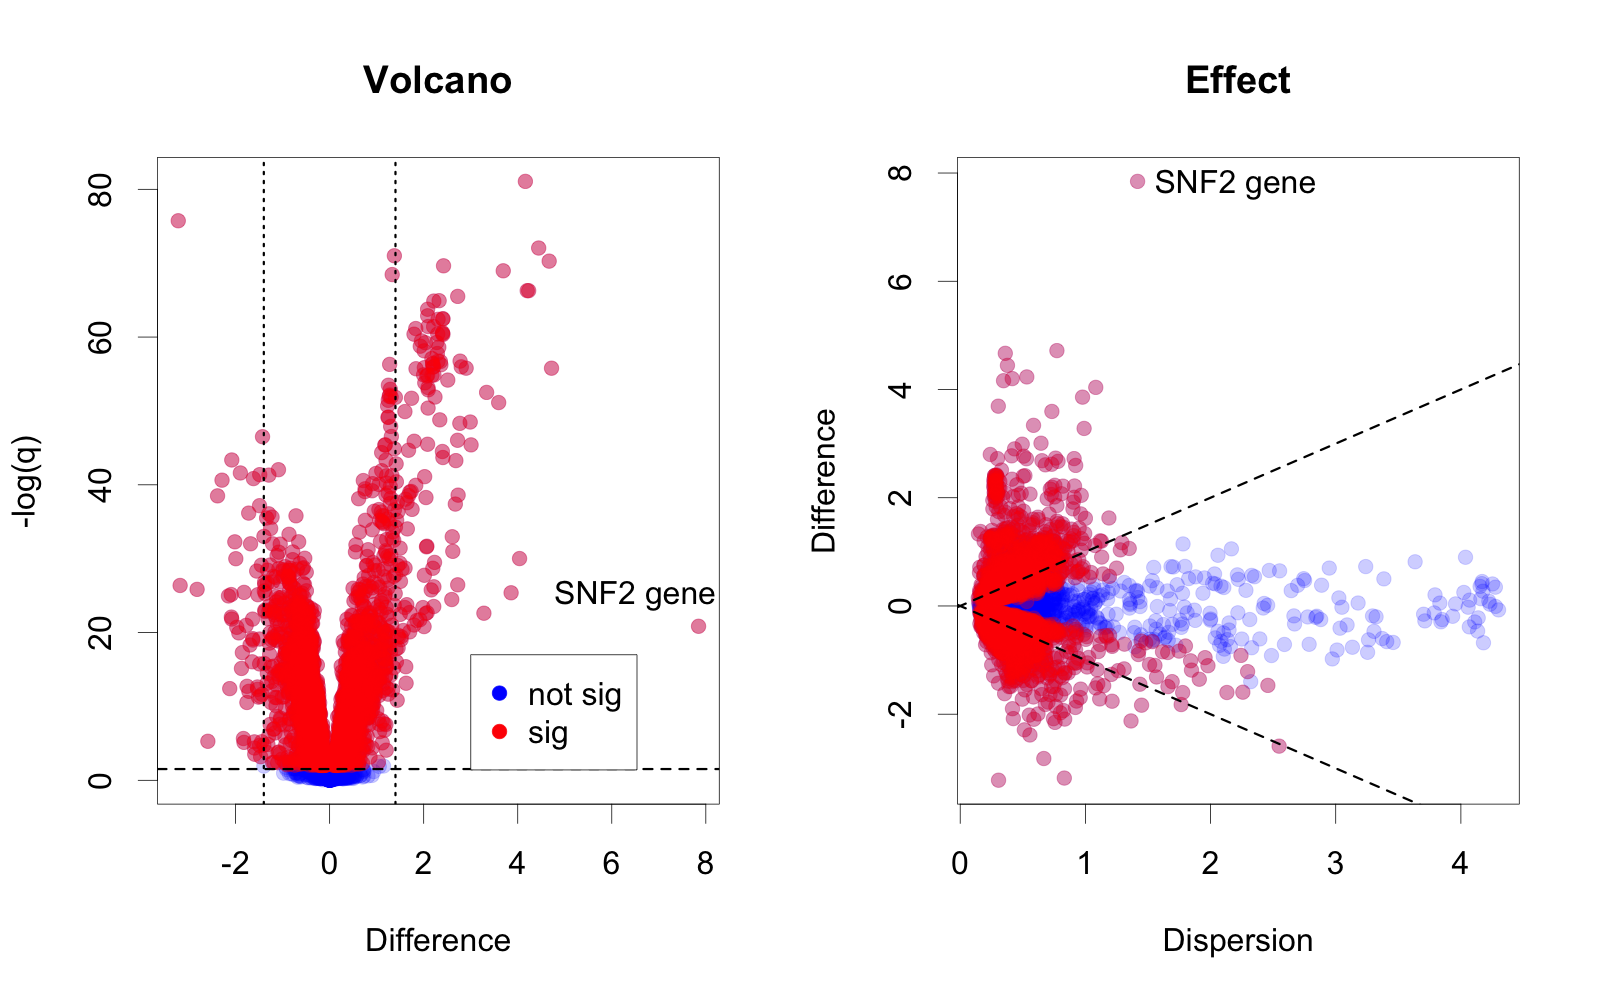 Volcano
-log(q)
80
60
40
20
0
SNF2 gene
not sig
sig
-2 0 2 4 6 8
Difference
Effect
Difference
8
6
4
2
0
-2
SNF2 gene
0 1 2 3 4
Dispersion